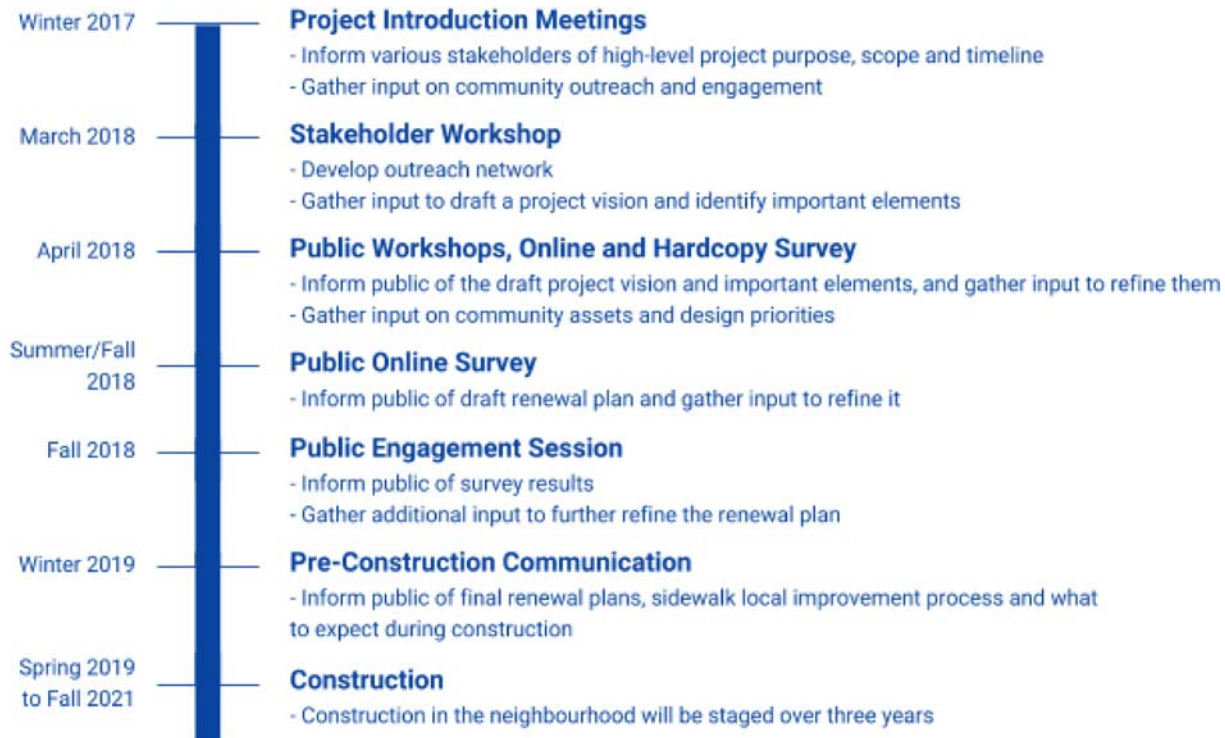 Winter 2017
Project Introduction Meetings
- Inform various stakeholders of high-level project purpose, scope and timeline
- Gather input on community outreach and engagement
March 2018
Stakeholder Workshop
- Develop outreach network
- Gather input to draft a project vision and identify important elements
April 2018
Public Workshops, Online and Hardcopy Survey
- Inform public of the draft project vision and important elements, and gather input to refine them
- Gather input on community assets and design priorities
Summer/Fall
2018
Public Online Survey
- Inform public of draft renewal plan and gather input to refine it
Fall 2018
Public Engagement Session
- Inform public of survey results
- Gather additional input to further refine the renewal plan
Winter 2019
Pre-Construction Communication
- Inform public of final renewal plans, sidewalk local improvement process and what
to expect during construction
Spring 2019
to Fall 2021
Construction
- Construction in the neighbourhood will be staged over three years